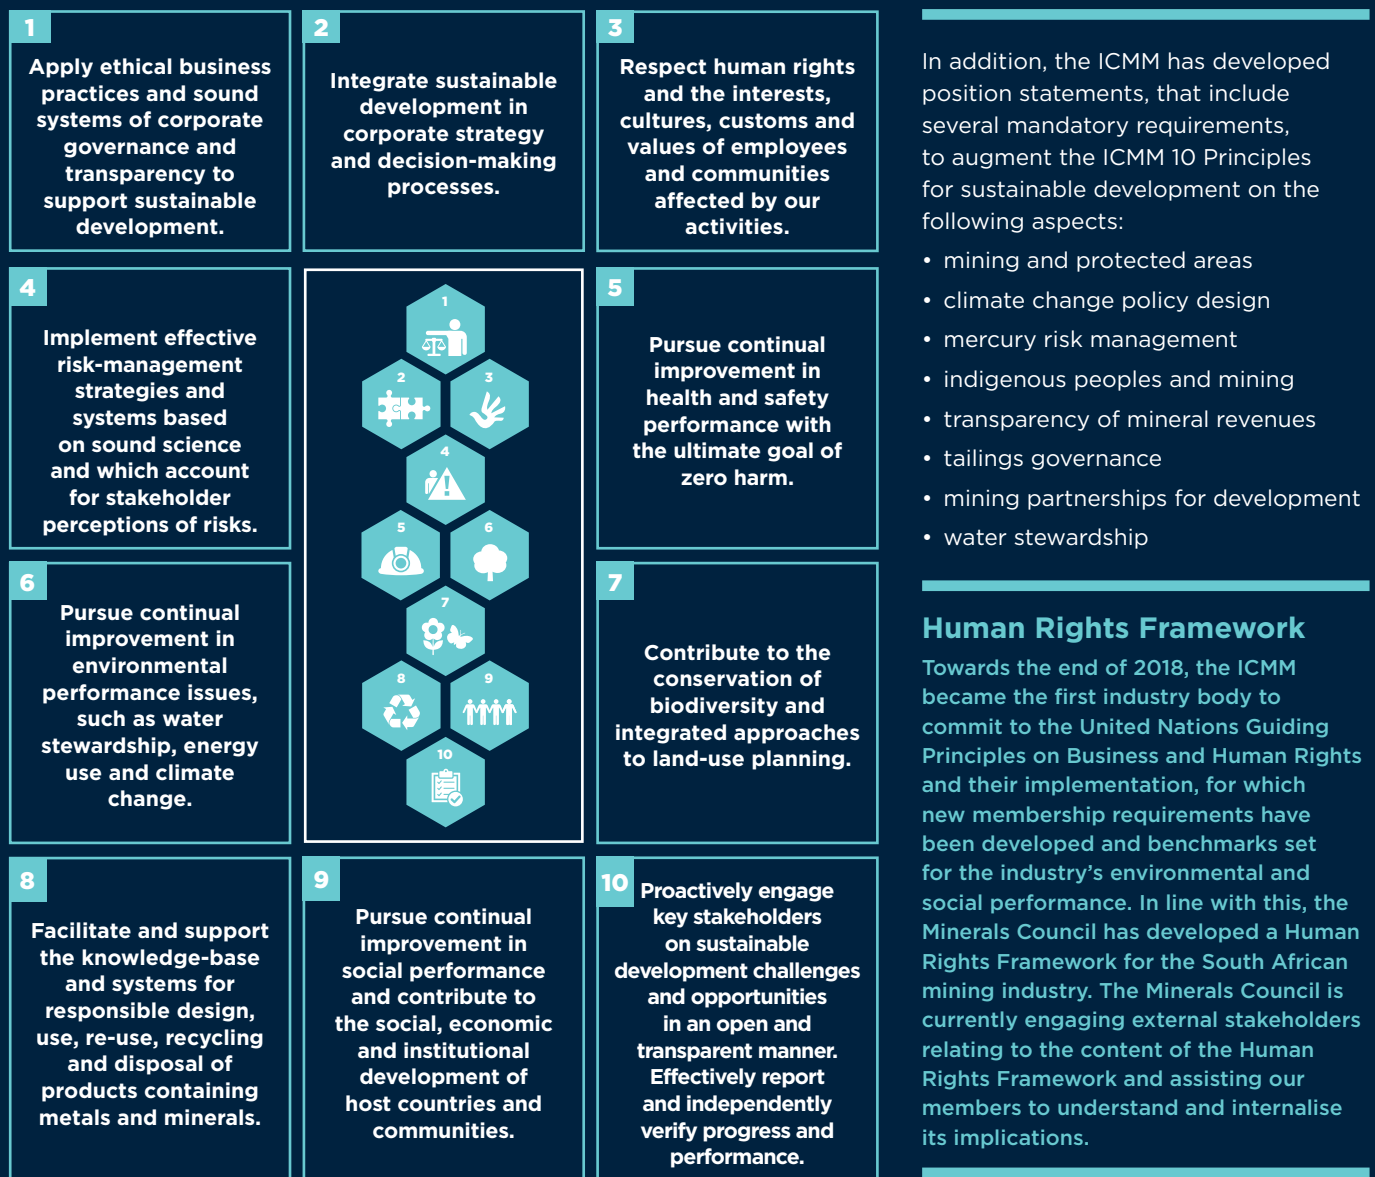 1
Apply ethical business
practices and sound
systems of corporate
governance and
transparency to
support sustainable
development.
2
Integrate sustainable
development in
corporate strategy
and decision-making
processes.
3
Respect human rights
and the interests,
cultures, customs and
values of employees
and communities
affected by our
activities.
4
Implement effective
risk-management
strategies and
systems based
on sound science
and which account
for stakeholder
perceptions of risks.
1
2
3
4
5
6
7
8
9
10
5
Pursue continual
improvement in
health and safety
performance with
the ultimate goal of
zero harm.
6
Pursue continual
improvement in
environmental
performance issues,
such as water
stewardship, energy
use and climate
change.
7
Contribute to the
conservation of
biodiversity and
integrated approaches
to land-use planning.
8
Facilitate and support
the knowledge-base
and systems for
responsible design,
use, re-use, recycling
and disposal of
products containing
metals and minerals.
9
Pursue continual
improvement in
social performance
and contribute to
the social, economic
and institutional
development of
host countries and
communities.
10
Proactively engage
key stakeholders
on sustainable
development challenges
and opportunities
in an open and
transparent manner.
Effectively report
and independently
verify progress and
performance.
In addition, the ICMM has developed
position statements, that include
several mandatory requirements,
to augment the ICMM 10 Principles
for sustainable development on the
following aspects:
• mining and protected areas
• climate change policy design
• mercury risk management
• indigenous peoples and mining
• transparency of mineral revenues
• tailings governance
• mining partnerships for development
• water stewardship
Human Rights Framework
Towards the end of 2018, the ICMM
became the first industry body to
commit to the United Nations Guiding
Principles on Business and Human Rights
and their implementation, for which
new membership requirements have
been developed and benchmarks set
for the industry's environmental and
social performance. In line with this, the
Minerals Council has developed a Human
Rights Framework for the South African
mining industry. The Minerals Council is
currently engaging external stakeholders
relating to the content of the Human
Rights Framework and assisting our
members to understand and internalise
its implications.